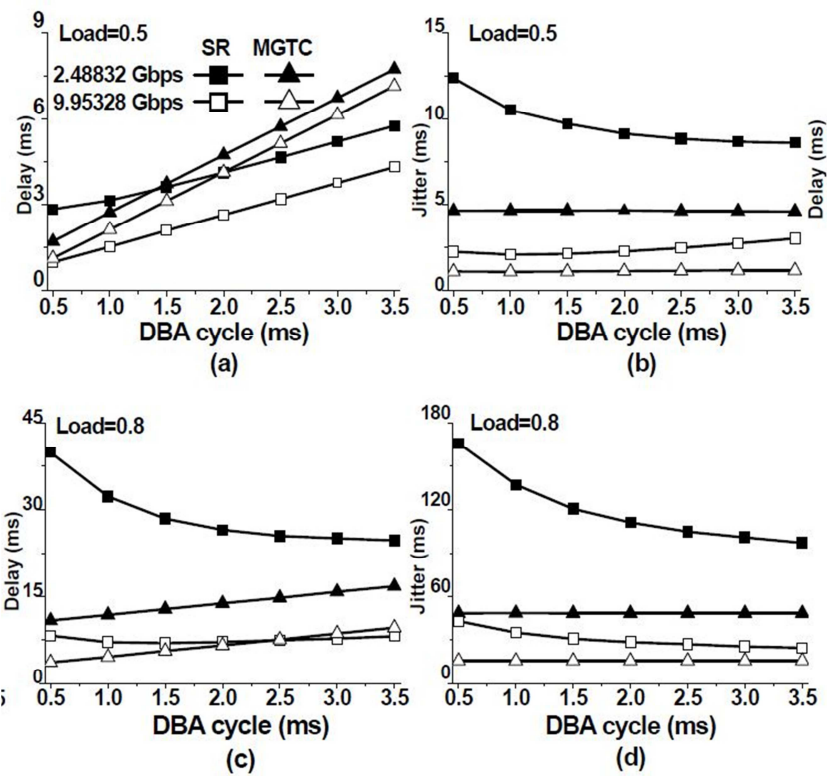 Load=0.5 SR MGTC
2.48832 Gbps
9.95328 Gbps
9
6
3
0
Delay (ms)
0.5 1.0 1.5 2.0 2.5 3.0 3.5
DBA cycle (ms)
(a)
Load=0.5
15
10
5
0
Jitter (ms)
Delay (ms)
0.5 1.0 1.5 2.0 2.5 3.0 3.5
DBA cycle (ms)
(b)
Load=0.8
45
30
15
0
Delay (ms)
0.5 1.0 1.5 2.0 2.5 3.0 3.5
DBA cycle (ms)
(c)
Load=0.8
180
120
60
0
Jitter (ms)
0.5 1.0 1.5 2.0 2.5 3.0 3.5
DBA cycle (ms)
(d)